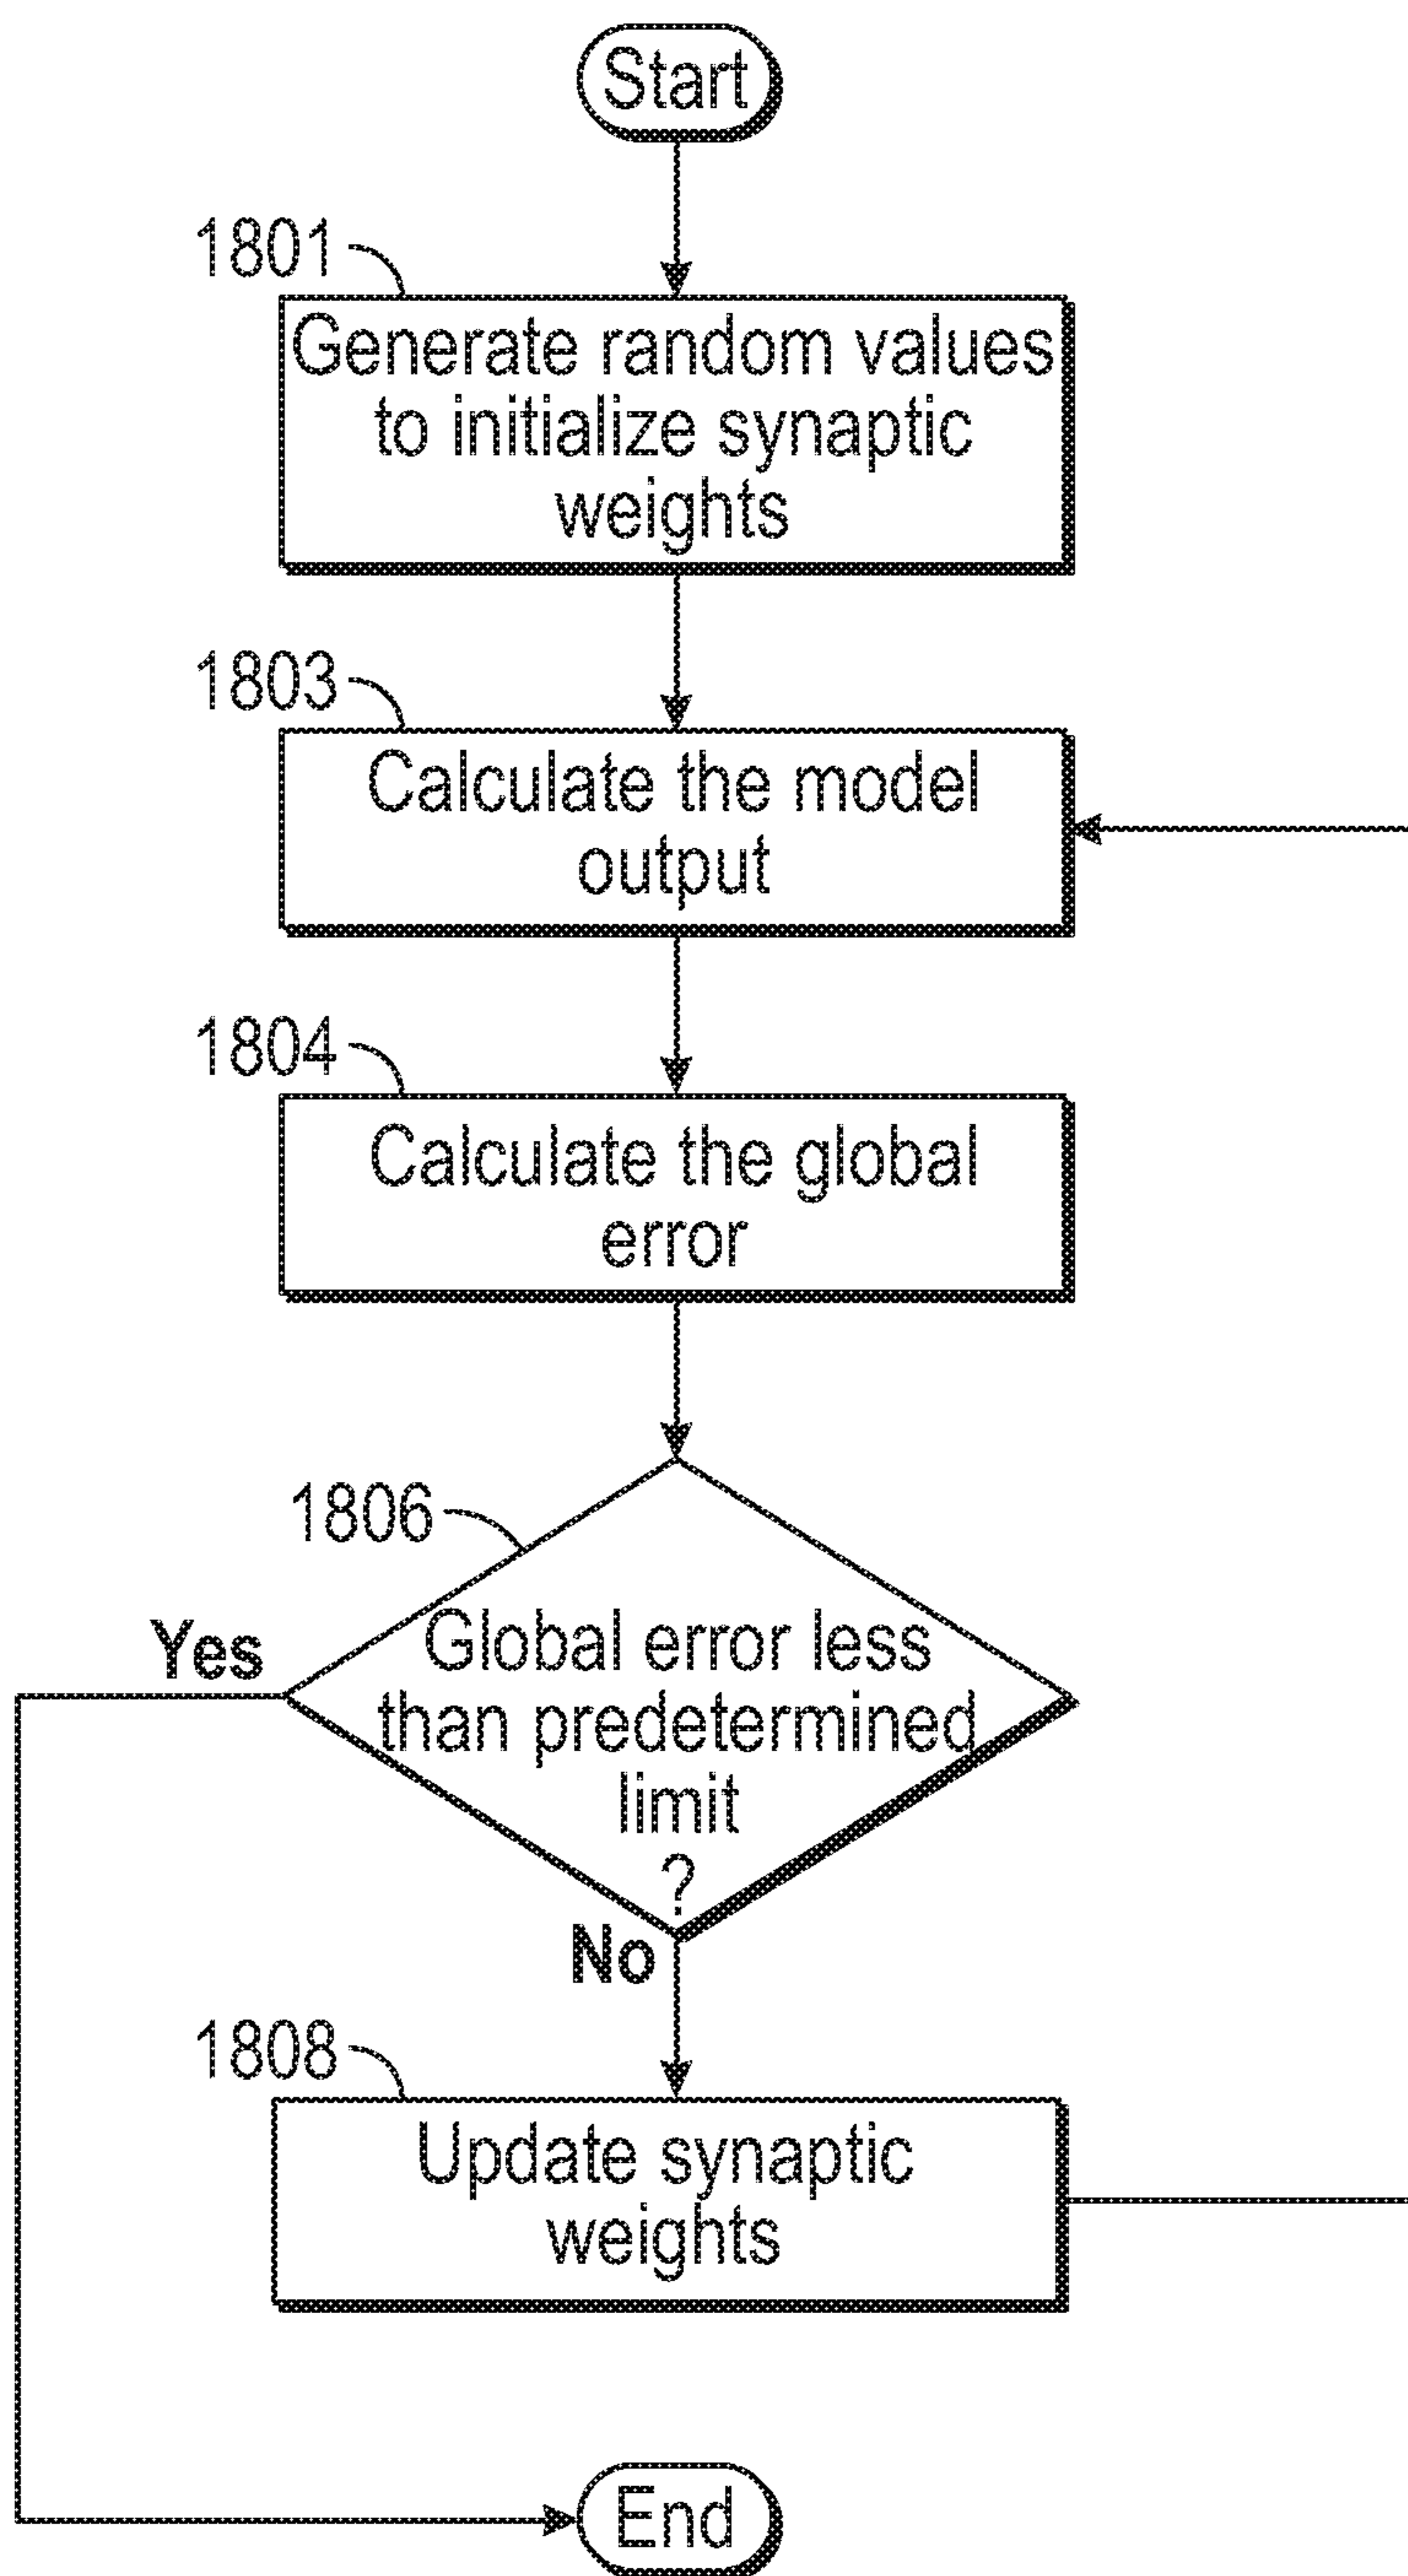 Start
1801
Generate random values
to initialize synaptic
weights
1803
Calculate the model
output
1804
Calculate the global
error
1806
Yes
Global error less
than predetermined
limit
?
No
1808
Update synaptic
weights
End